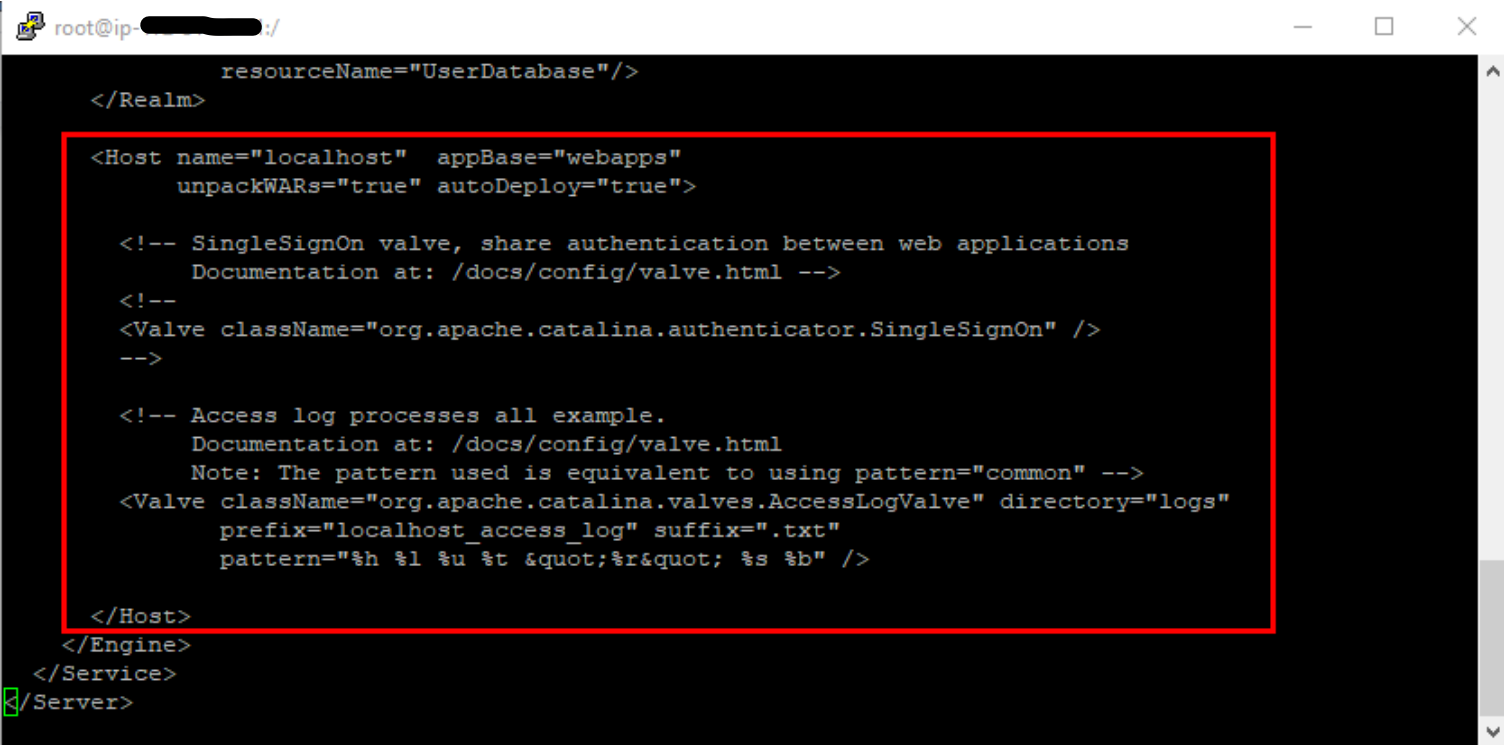 root@ip-:/
resourceName="UserDatabase"/>
</Realm>
<Host name="localhost"  appBase="webapps"
unpackWARs="true" autoDeploy="true">
<!-- SingleSignOn valve, share authentication between web applications
Documentation at: /docs/config/valve.html -->
<!--
<Valve className="org.apache.catalina.authenticator.SingleSignOn" />
-->
<!-- Access log processes all example.
Documentation at: /docs/config/valve.html
Note: The pattern used is equivalent to using pattern="common" -->
<Valve className="org.apache.catalina.valves.AccessLogValve" directory="logs"
prefix="localhost_access_log" suffix=".txt"
pattern="%h %l %u %t &quot;%r&quot; %s %b" />
</Host>
</Engine>
</Service>
</Server>